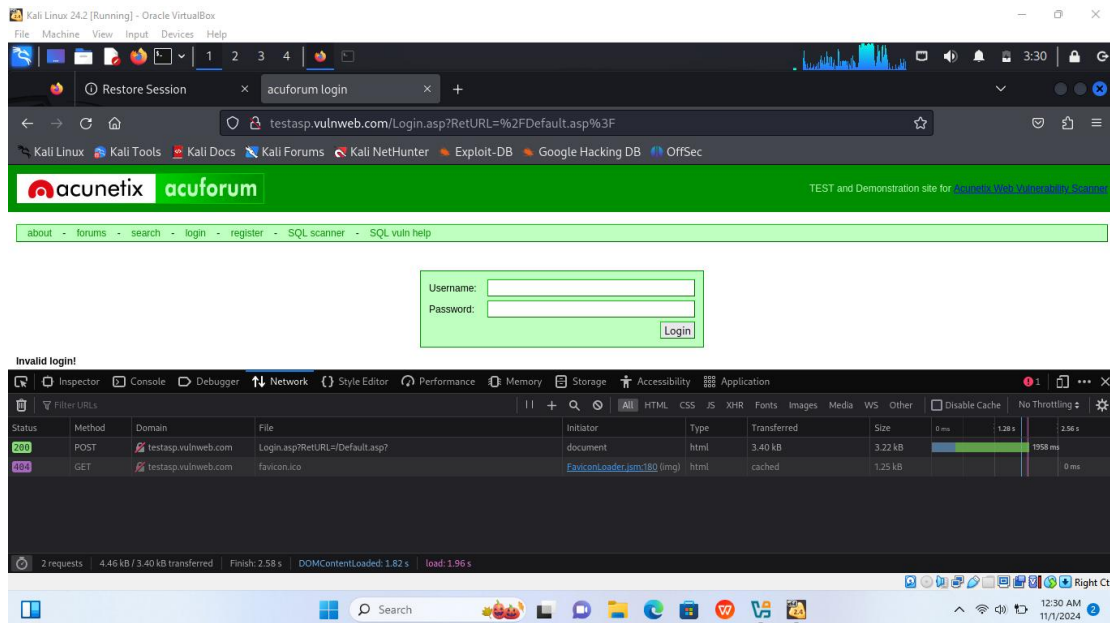 Kali Linux 24.2 [Running] - Oracle VirtualBox
File Machine View Input Devices Help
1 2 3 4 3:30
Restore Session acuforum login
testasp.vulnweb.com/Login.asp?RetURL=%2FDefault.asp%3F
Kali Linux Kali Tools Kali Docs Kali Forums Kali NetHunter Exploit-DB Google Hacking DB OffSec
acunetix acuforum TEST and Demonstration site for Acunetix Web Vulnerability Scanner
about - forums - search - login - register - SQL scanner - SQL vuln help
Username:
Password:
Login
Invalid login!
Inspector Console Debugger Network {} Style Editor Performance Memory Storage Accessibility Application 1
Filter URLs All HTML CSS JS XHR Fonts Images Media WS Other Disable Cache No Throttling
Status Method Domain File Initiator Type Transferred Size 0 ms 1.28 s 2.56 s
200 POST testasp.vulnweb.com Login.asp?RetURL=/Default.asp? document html 3.40 kB 3.22 kB 1958 ms
404 GET testasp.vulnweb.com favicon.ico FaviconLoader.jsm:180 (img) html cached 1.25 kB 0 ms
2 requests 4.46 kB / 3.40 kB transferred Finish: 2.58 s DOMContentLoaded: 1.82 s load: 1.96 s
Right Ct
Search 12:30 AM
11/1/2024 2